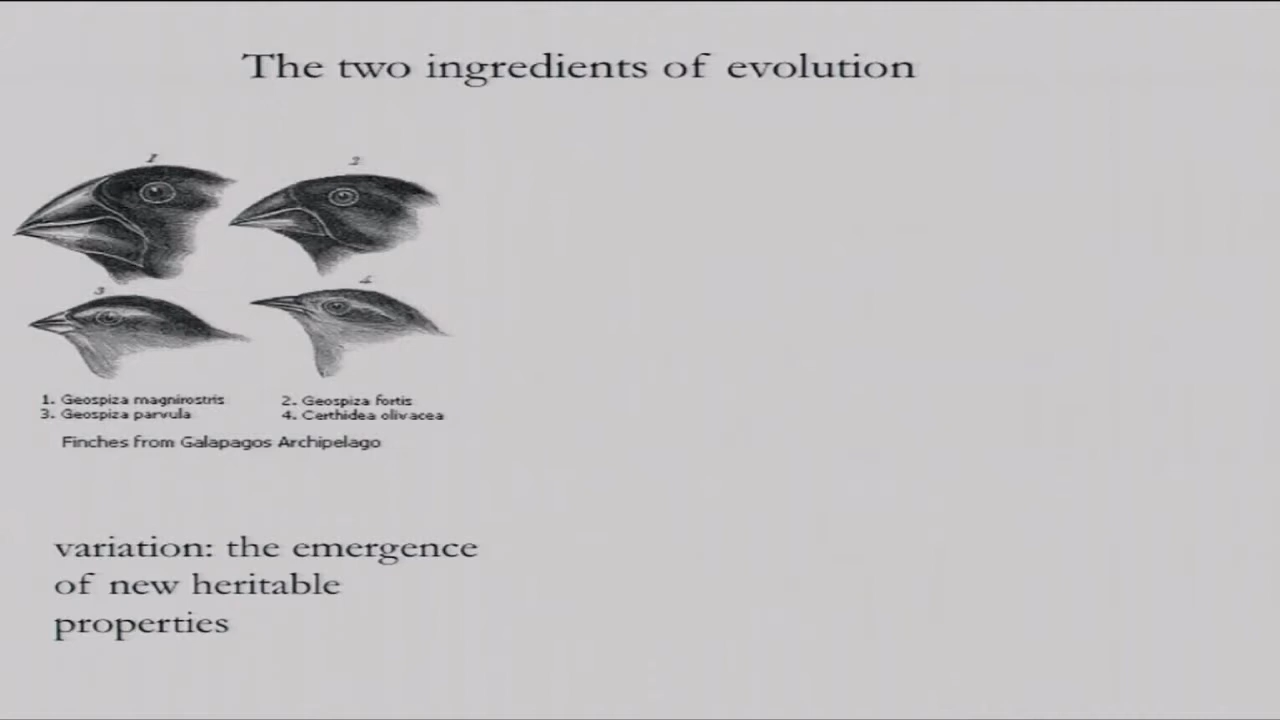 The two ingredients of evolution
1
2
3
4
1. Geospiza magnirostris 2. Geospiza fortis
3. Geospiza parvula 4. Certhidea olivacea
Finches from Galapagos Archipelago
variation: the emergence
of new heritable
properties